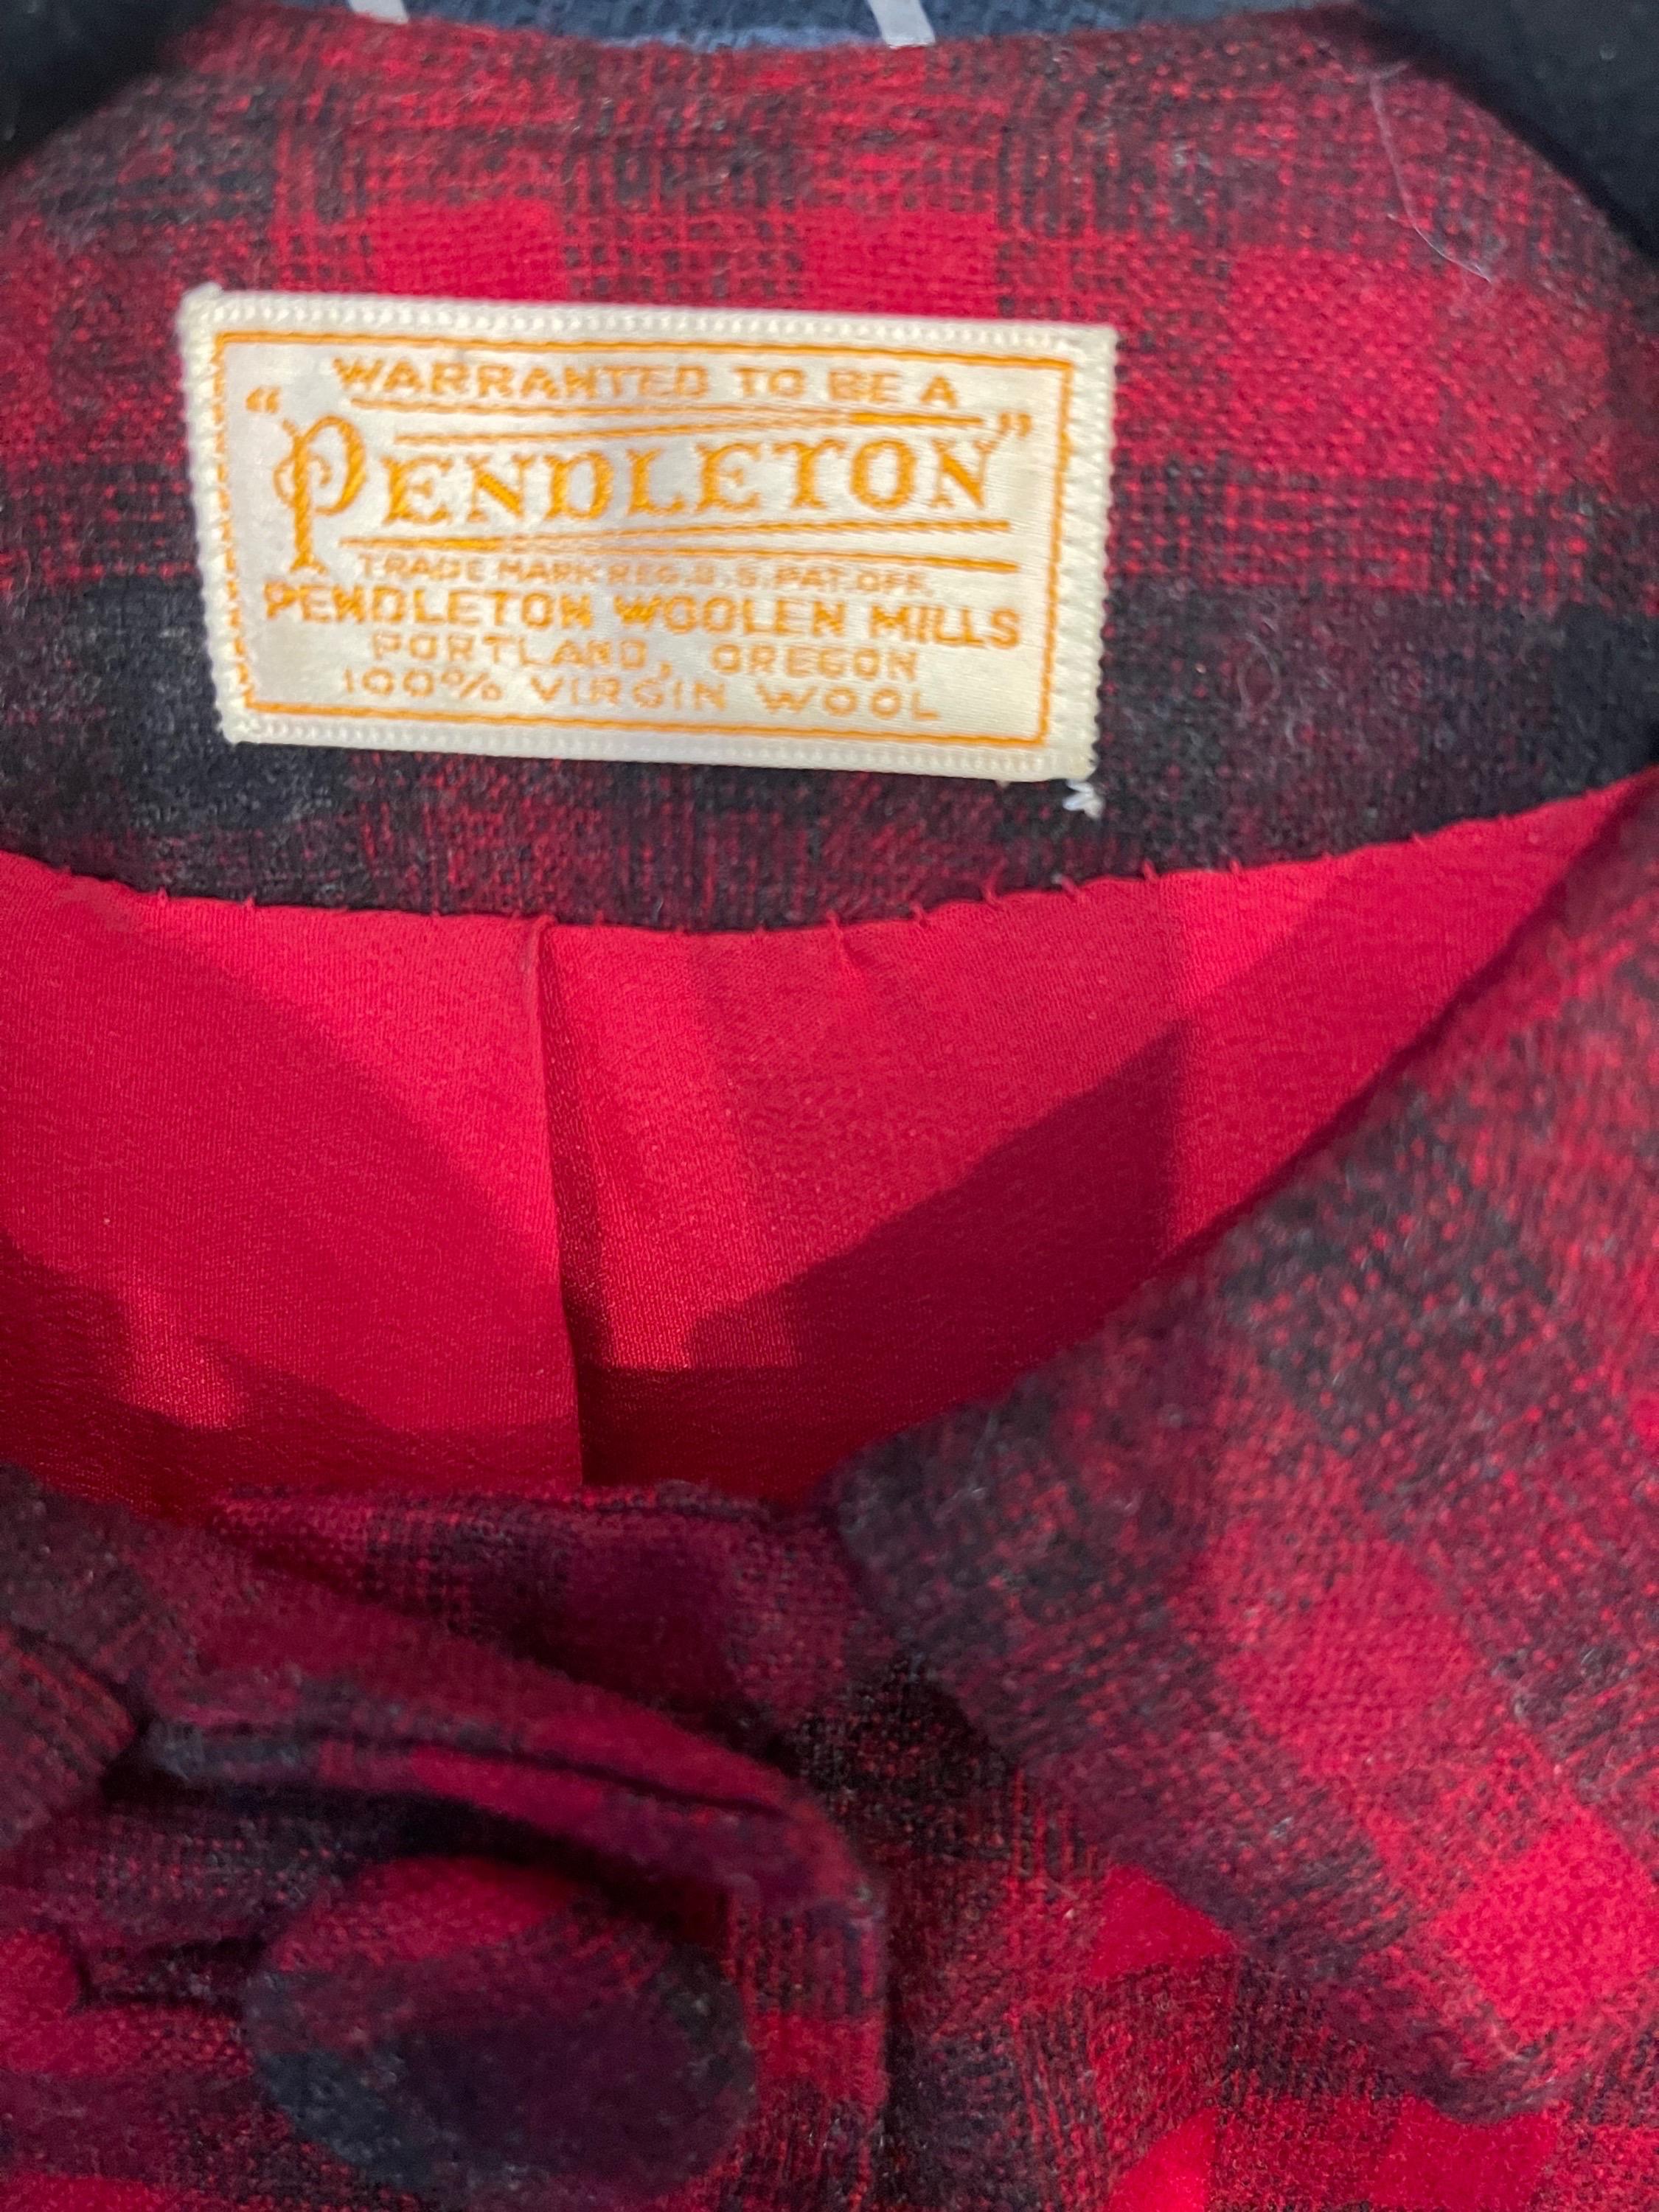 WARRANTED TO BE A
"PENDLETON"
TRADE MARK REG. U.S. PAT. OFF.
PENDLETON WOOLEN MILLS
PORTLAND, OREGON
100% VIRGIN WOOL